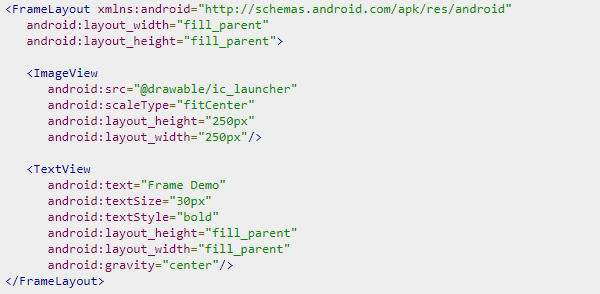 <FrameLayout xmlns:android="http://schemas.android.com/apk/res/android"
   android:layout_width="fill_parent"
   android:layout_height="fill_parent">

   <ImageView
      android:src="@drawable/ic_launcher"
      android:scaleType="fitCenter"
      android:layout_height="250px"
      android:layout_width="250px"/>

   <TextView
      android:text="Frame Demo"
      android:textSize="30px"
      android:textStyle="bold"
      android:layout_height="fill_parent"
      android:layout_width="fill_parent"
      android:gravity="center"/>
</FrameLayout>